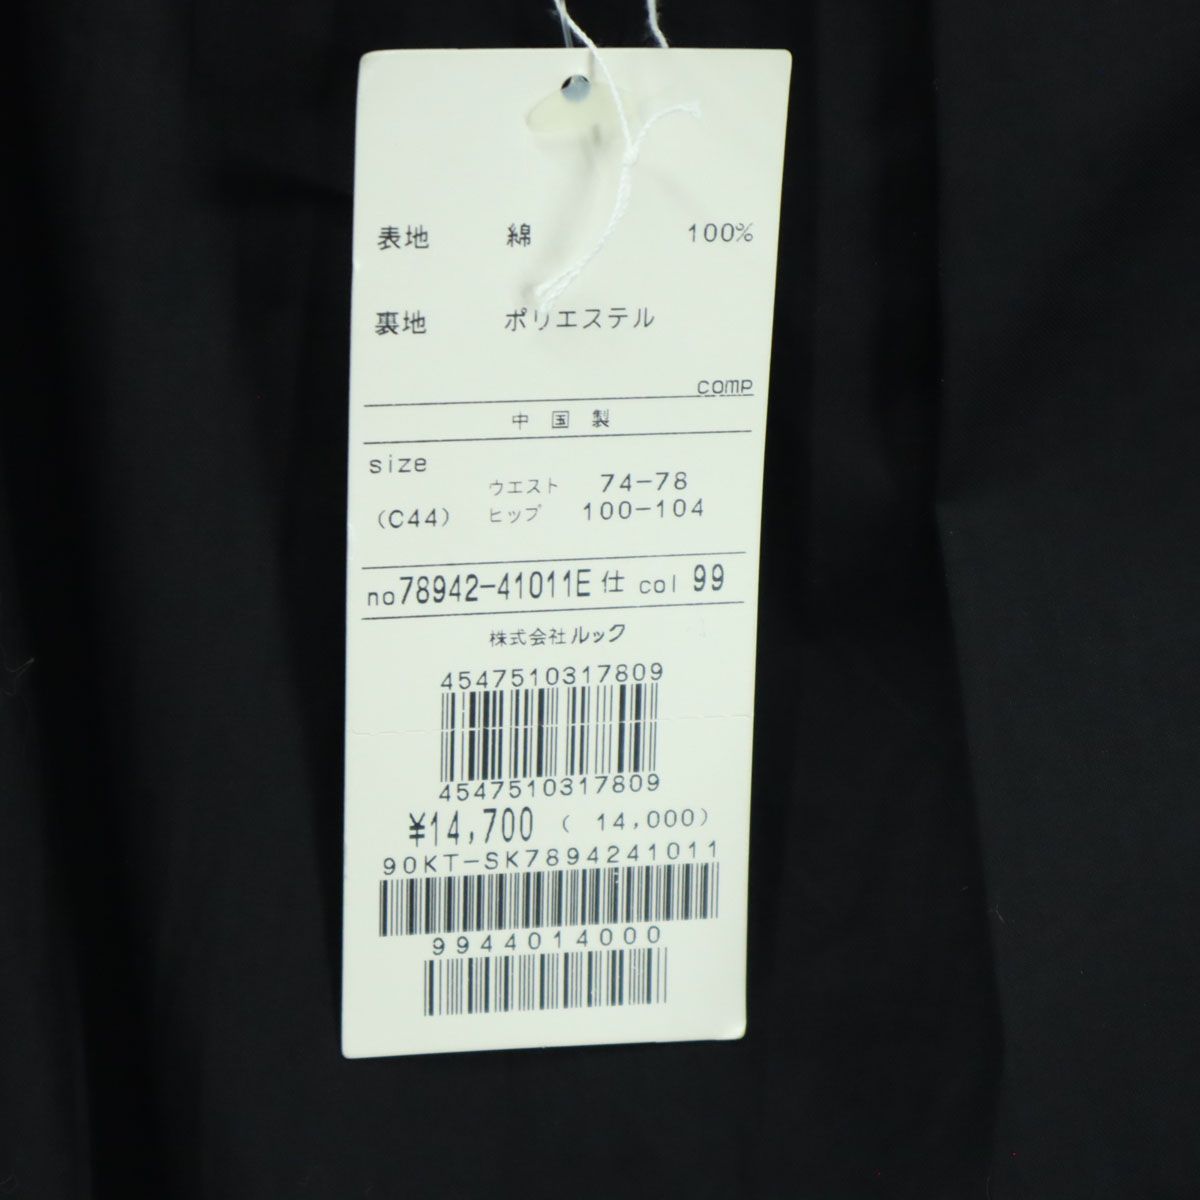 表地 綿 100%
裏地 ポリエステル
comp
中国製
size
ウエスト 74-78
(C44) ヒップ 100-104
no78942-41011E 仕 col 99
株式会社ルック
4547510317809
4547510317809
¥14,700 ( 14,000)
90KT-SK7894241011
9944014000